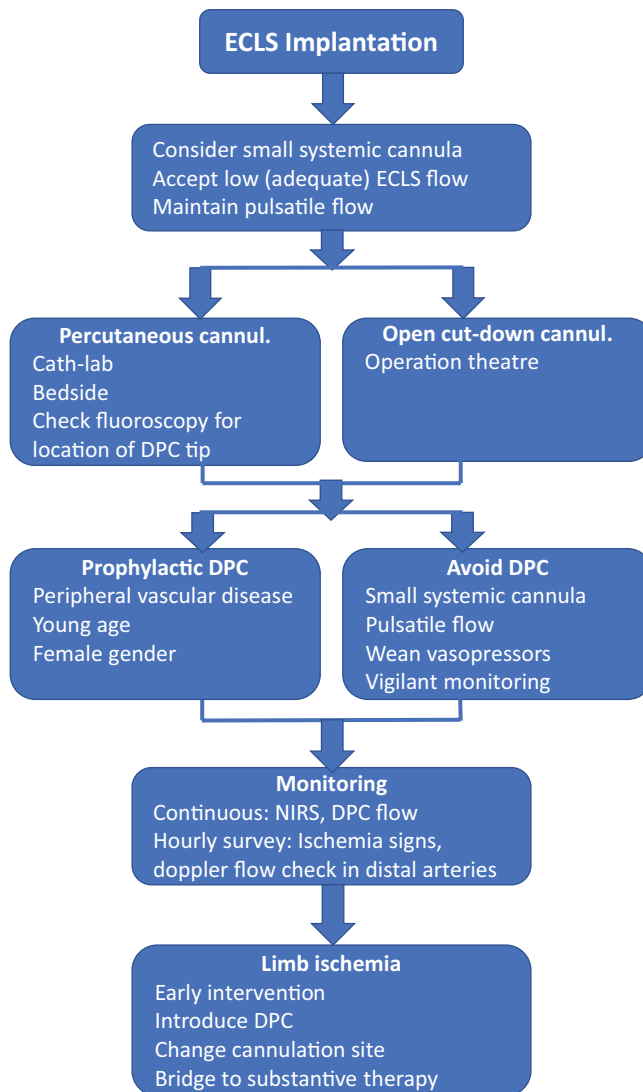 ECLS Implantation
Consider small systemic cannula
Accept low (adequate) ECLS flow
Maintain pulsatile flow
Percutaneous cannul.
Cath-lab
Bedside
Check fluoroscopy for
location of DPC tip
Open cut-down cannul.
Operation theatre
Prophylactic DPC
Peripheral vascular disease
Young age
Female gender
Avoid DPC
Small systemic cannula
Pulsatile flow
Wean vasopressors
Vigilant monitoring
Monitoring
Continuous: NIRS, DPC flow
Hourly survey: Ischemia signs,
doppler flow check in distal arteries
Limb ischemia
Early intervention
Introduce DPC
Change cannulation site
Bridge to substantive therapy